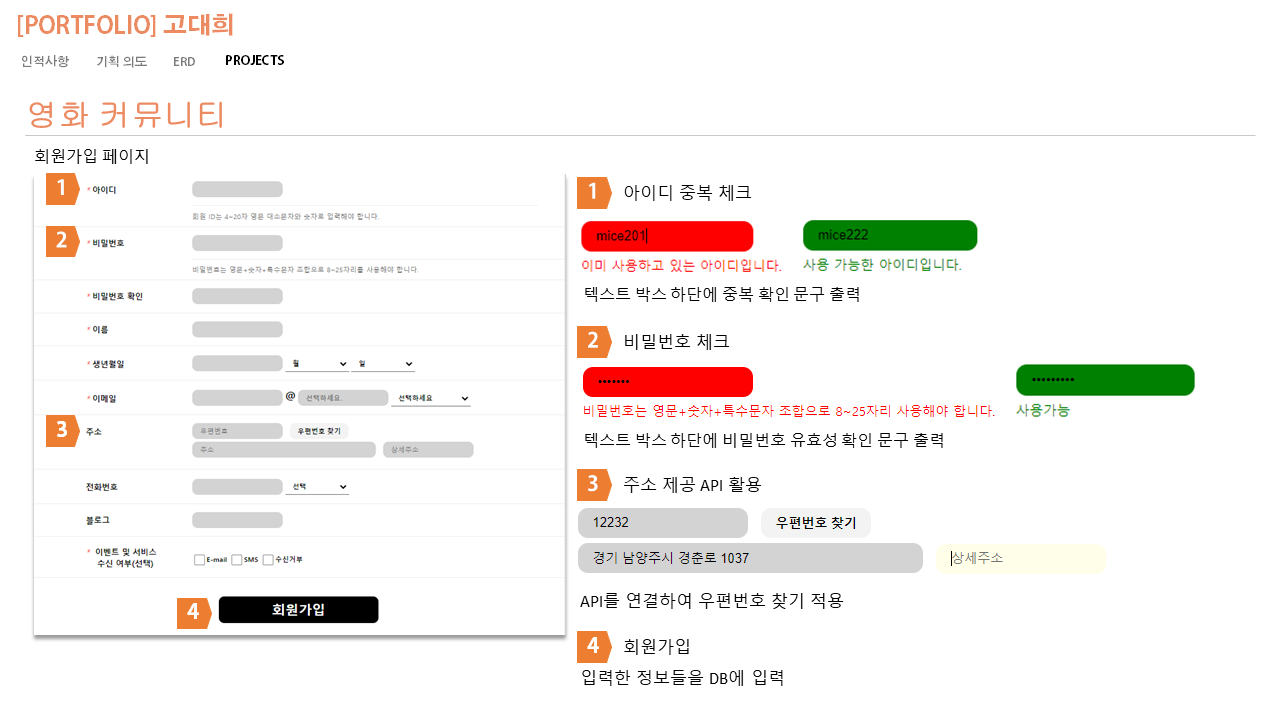 [PORTFOLIO] 고대희
인적사항 기획 의도 ERD PROJECTS
영화 커뮤니티
회원가입 페이지
1 * 아이디
회원 ID는 4~20자 영문 대소문자와 숫자로 입력해야 합니다.
2 * 비밀번호
비밀번호는 영문+숫자+특수문자 조합으로 8~25자리를 사용해야 합니다.
* 비밀번호 확인
* 이름
* 생년월일 월 일
* 이메일 @ 선택하세요. 선택하세요
3 주소 우편번호 우편번호 찾기
주소 상세주소
전화번호 선택
블로그
* 이벤트 및 서비스
수신 여부(선택) E-mail SMS 수신거부
4 회원가입
1 아이디 중복 체크
mice201 mice222
이미 사용하고 있는 아이디입니다. 사용 가능한 아이디입니다.
텍스트 박스 하단에 중복 확인 문구 출력
2 비밀번호 체크
비밀번호는 영문+숫자+특수문자 조합으로 8~25자리 사용해야 합니다. 사용가능
텍스트 박스 하단에 비밀번호 유효성 확인 문구 출력
3 주소 제공 API 활용
12232 우편번호 찾기
경기 남양주시 경춘로 1037 상세주소
API를 연결하여 우편번호 찾기 적용
4 회원가입
입력한 정보들을 DB에 입력